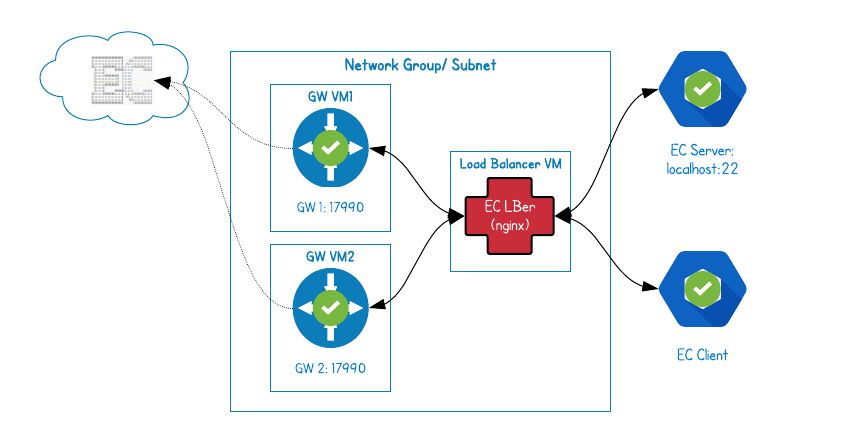 Network Group/ Subnet
GW VM1
GW 1: 17990
GW VM2
GW 2: 17990
Load Balancer VM
EC LBer
(nginx)
EC Server:
localhost:22
EC Client